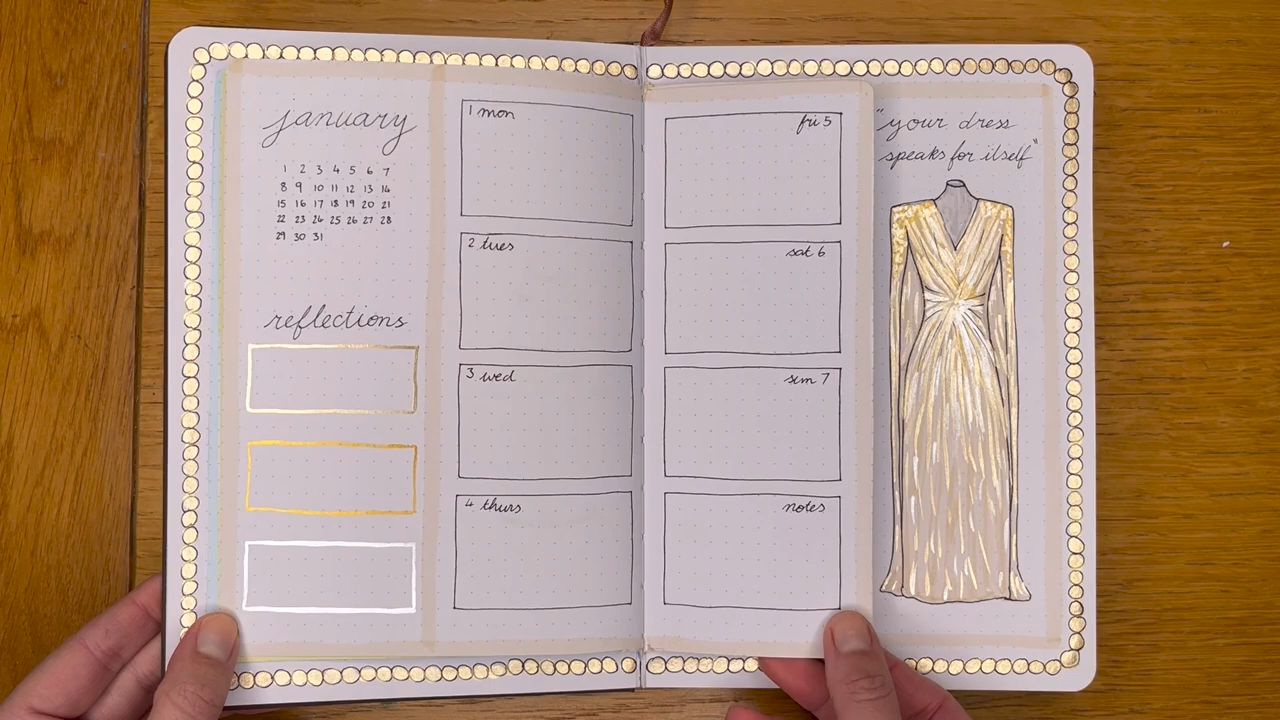 january
1 2 3 4 5 6 7
8 9 10 11 12 13 14
15 16 17 18 19 20 21
22 23 24 25 26 27 28
29 30 31
reflections
1 mon
2 tues
3 wed
4 thurs
fri 5
sat 6
sun 7
notes
"your dress
speaks for itself"